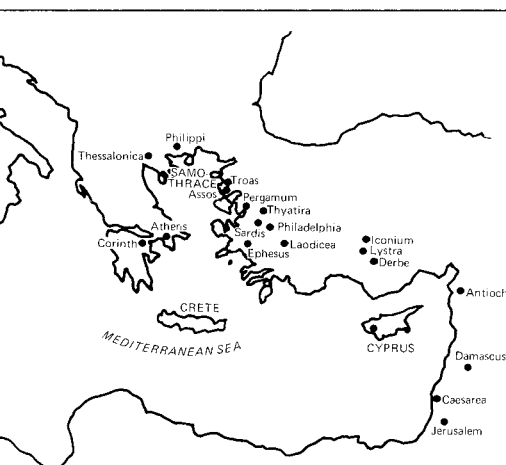 Philippi
Thessalonica
SAMO-
THRACE
Troas
Assos
Pergamum
Thyatira
Athens
Sardis
Philadelphia
Corinth
Ephesus
Laodicea
Iconium
Lystra
Derbe
Antioch
CRETE
MEDITERRANEAN SEA
CYPRUS
Damascus
Caesarea
Jerusalem